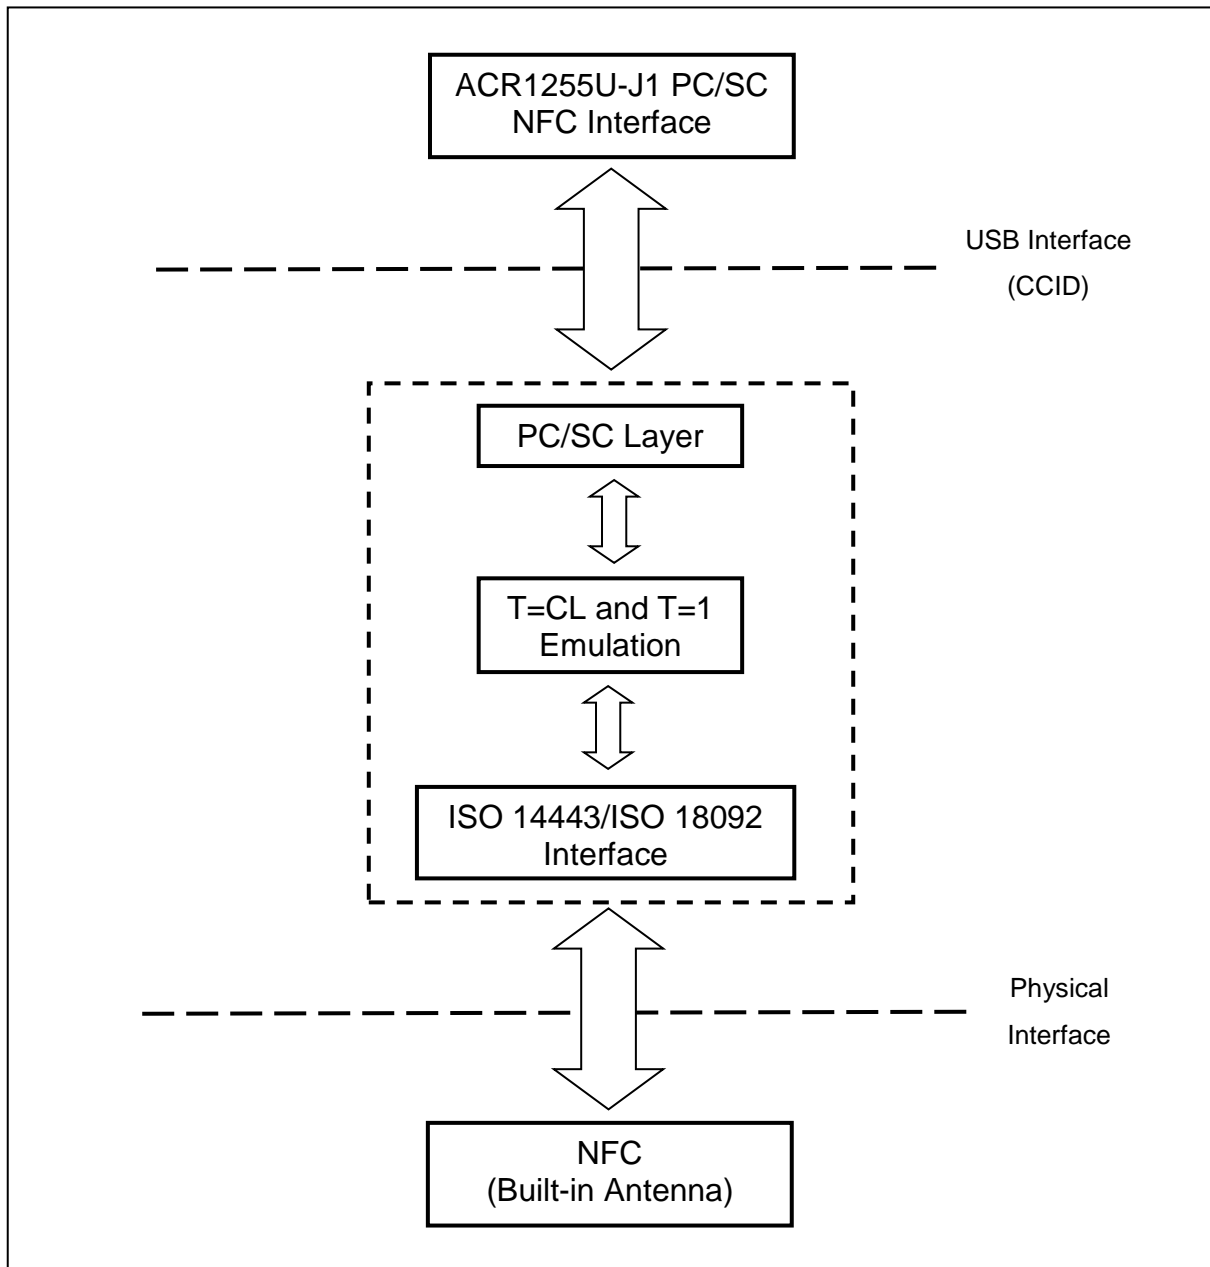 ACR1255U-J1 PC/SC
NFC Interface
USB Interface
(CCID)
PC/SC Layer
T=CL and T=1
Emulation
ISO 14443/ISO 18092
Interface
Physical
Interface
NFC
(Built-in Antenna)